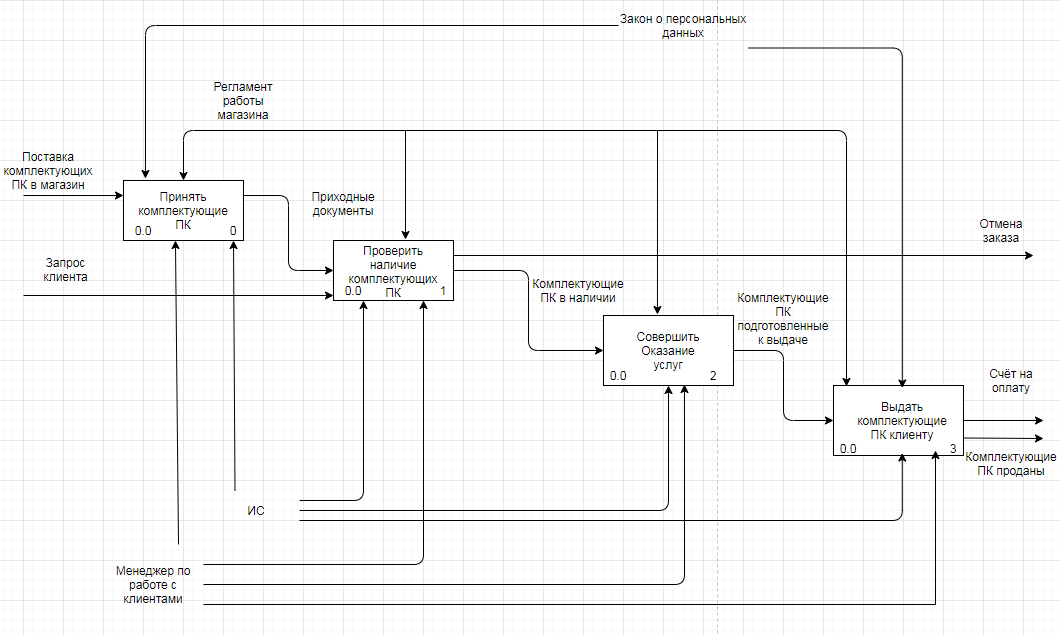 Закон о персональных
данных
Регламент
работы
магазина
Поставка
комплектующих
ПК в магазин
Принять
комплектующие
ПК
0.0 0
Приходные
документы
Запрос
клиента
Проверить
наличие
комплектующих
ПК
0.0 1
Отмена
заказа
Комплектующие
ПК в наличии
Комплектующие
ПК
подготовленные
к выдаче
Совершить
Оказание
услуг
0.0 2
Счёт на
оплату
Выдать
комплектующие
ПК клиенту
0.0 3
Комплектующие
ПК проданы
ИС
Менеджер по
работе с
клиентами